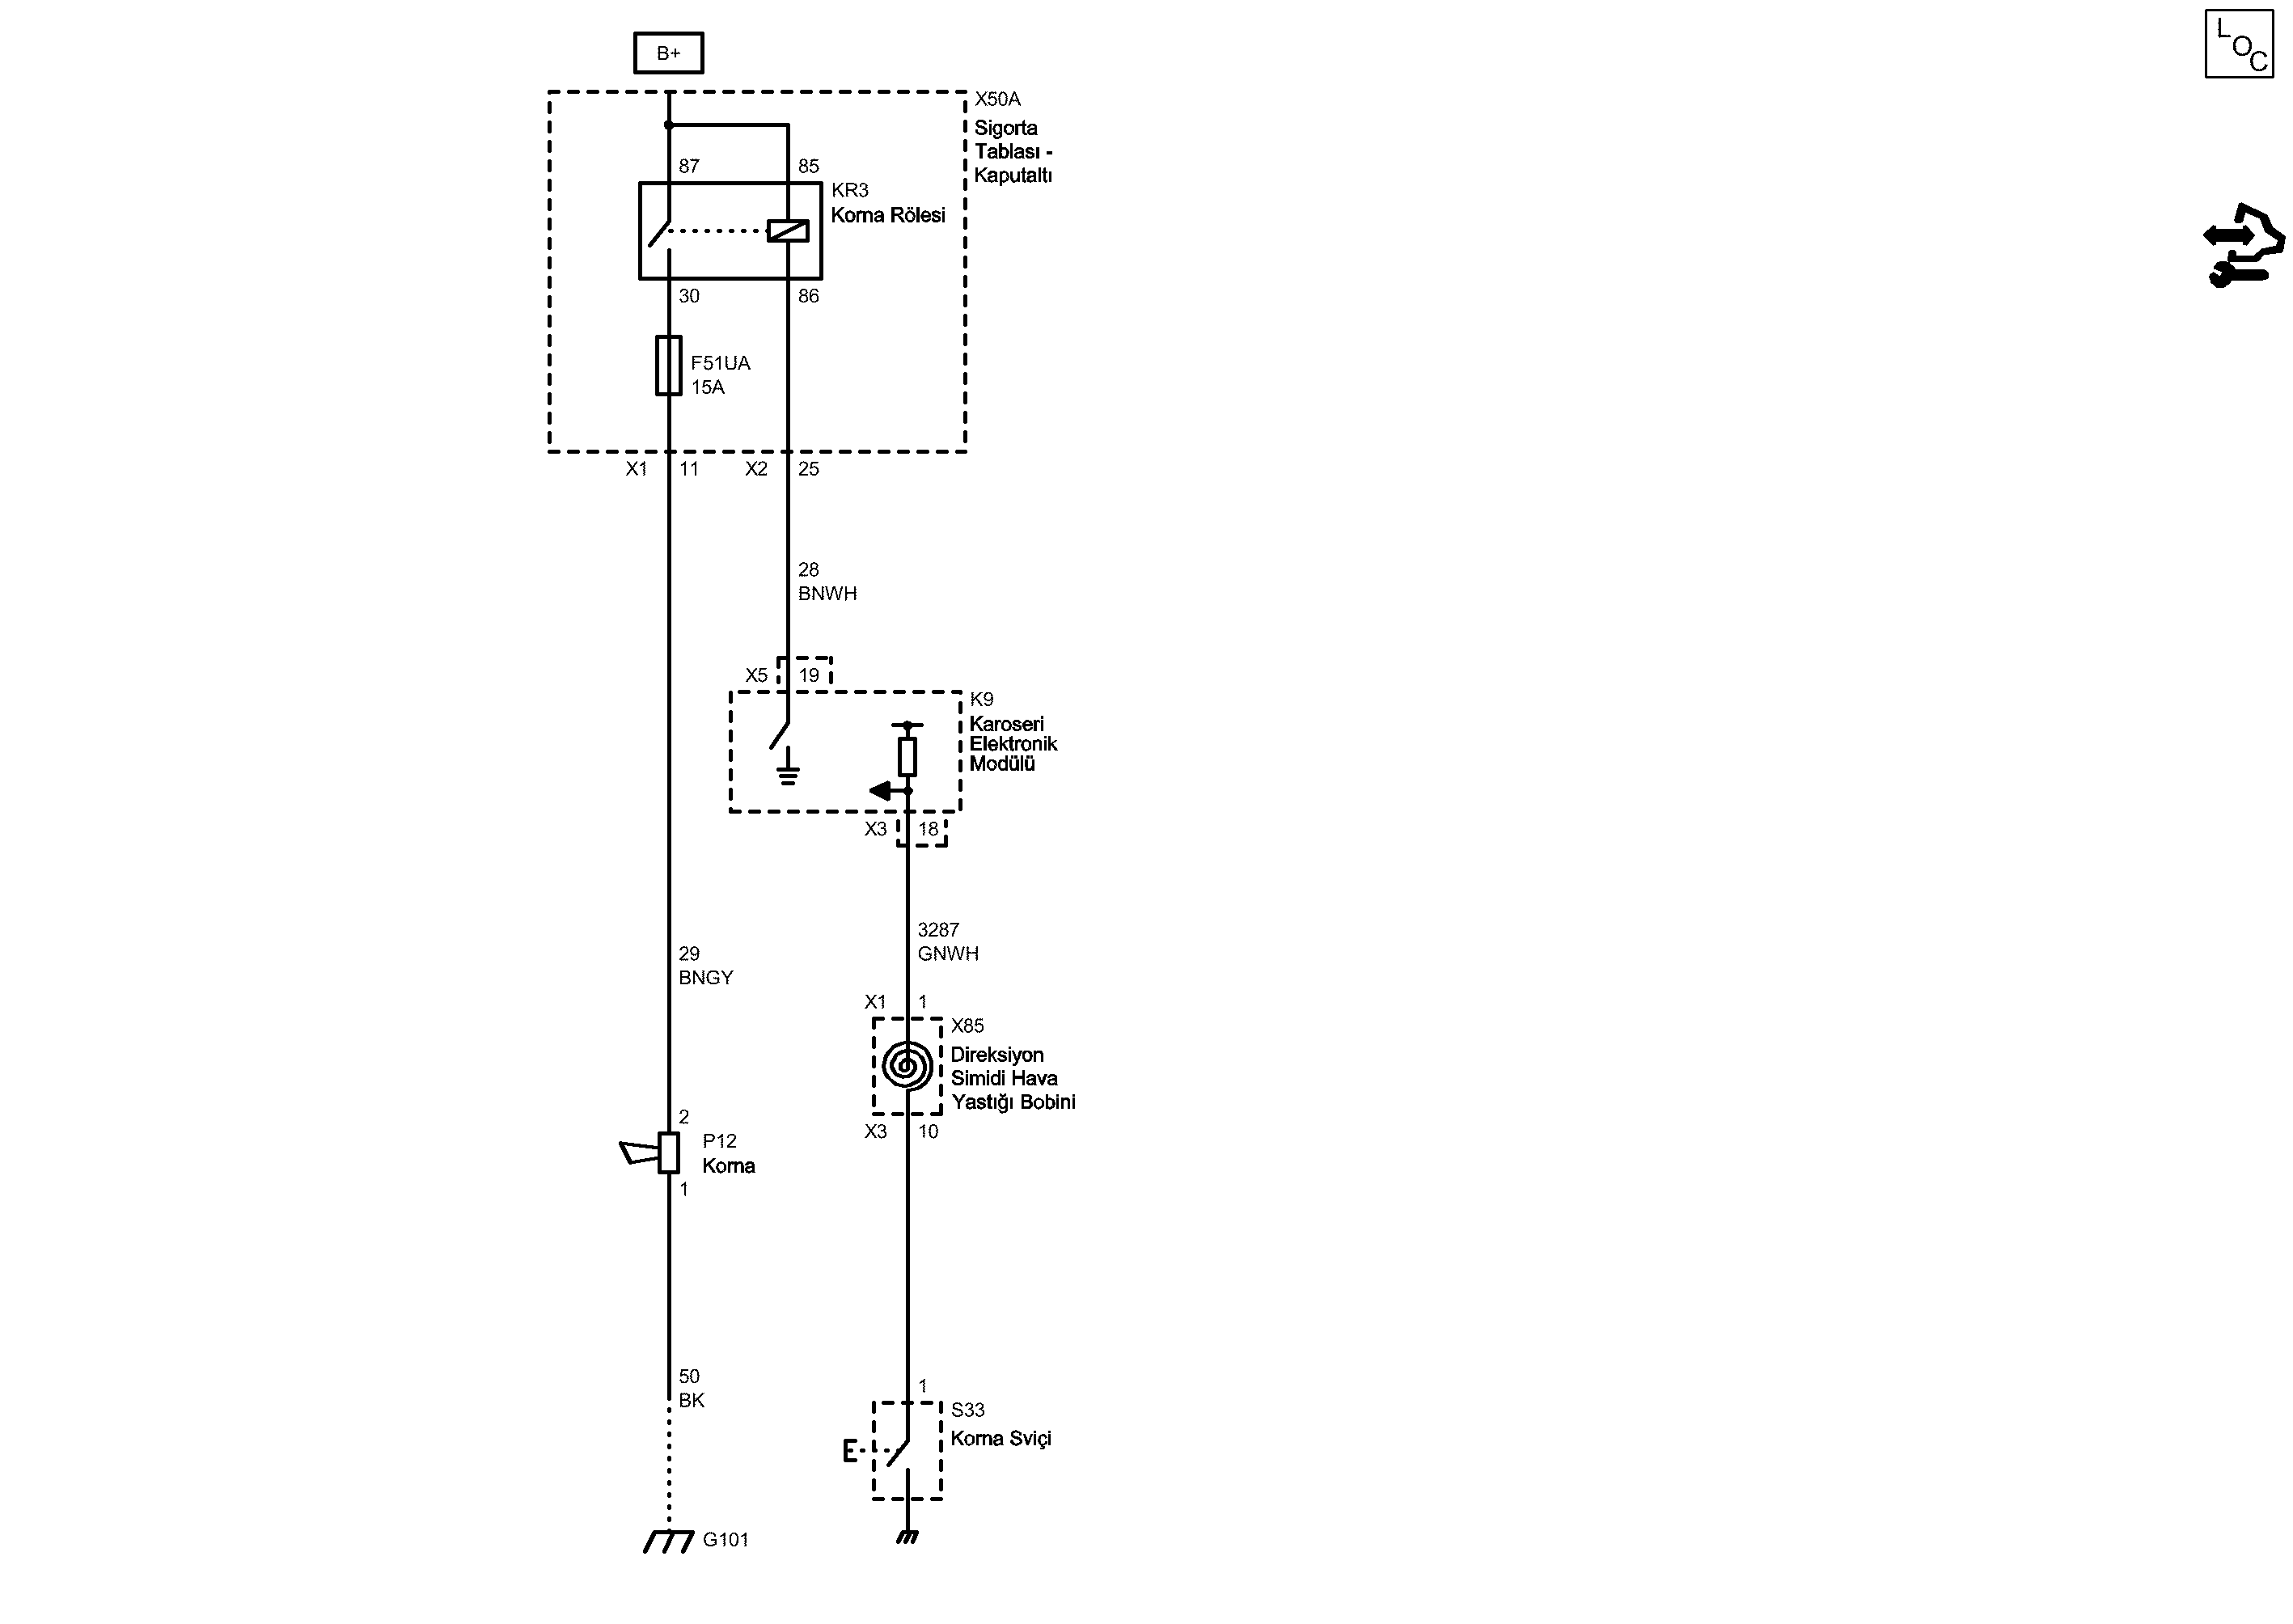 B+
L
O
C
X50A
Sigorta
Tablası -
Kaputaltı
87
85
KR3
Korna Rölesi
30
86
F51UA
15A
X1 11
X2 25
28
BNWH
X5 19
K9
Karoseri
Elektronik
Modülü
X3 18
3287
GNWH
29
BNGY
X1 1
X85
Direksiyon
Simidi Hava
Yastığı Bobini
X3 10
2
P12
Korna
1
50
BK
1
S33
Korna Sviçi
G101